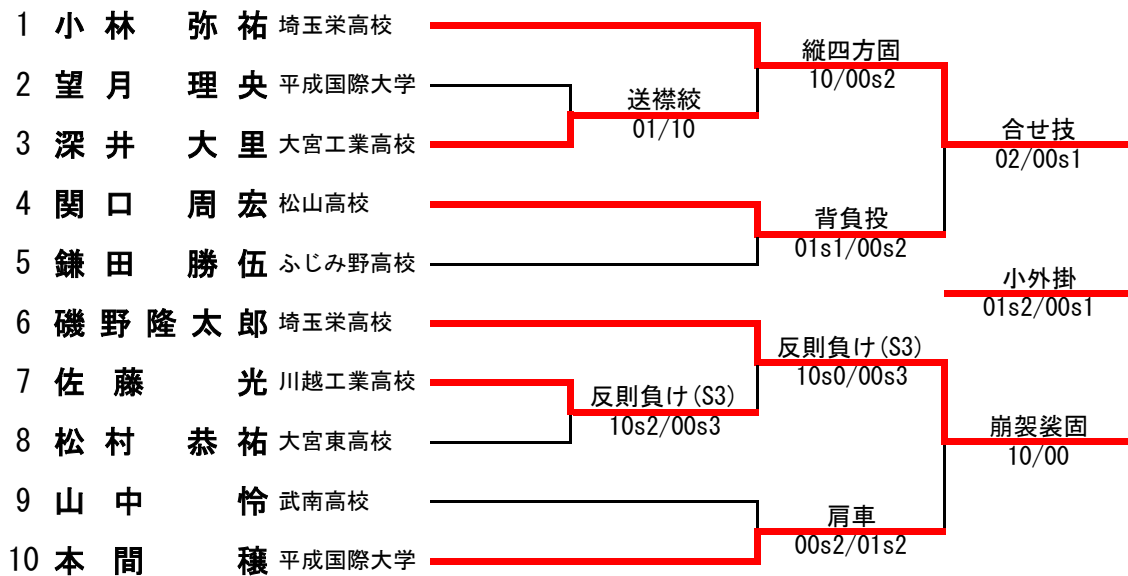 1 小林 弥祐 埼玉栄高校
縦四方固
10/00s2
2 望月 理央 平成国際大学
送襟絞
01/10
3 深井 大里 大宮工業高校
合せ技
02/00s1
4 関口 周宏 松山高校
背負投
01s1/00s2
5 鎌田 勝伍 ふじみ野高校
小外掛
01s2/00s1
6 磯野隆太郎 埼玉栄高校
反則負け(S3)
10s0/00s3
7 佐藤 光 川越工業高校
反則負け(S3)
10s2/00s3
8 松村 恭祐 大宮東高校
崩袈裟固
10/00
9 山中 怜 武南高校
肩車
00s2/01s2
10 本間 穣 平成国際大学